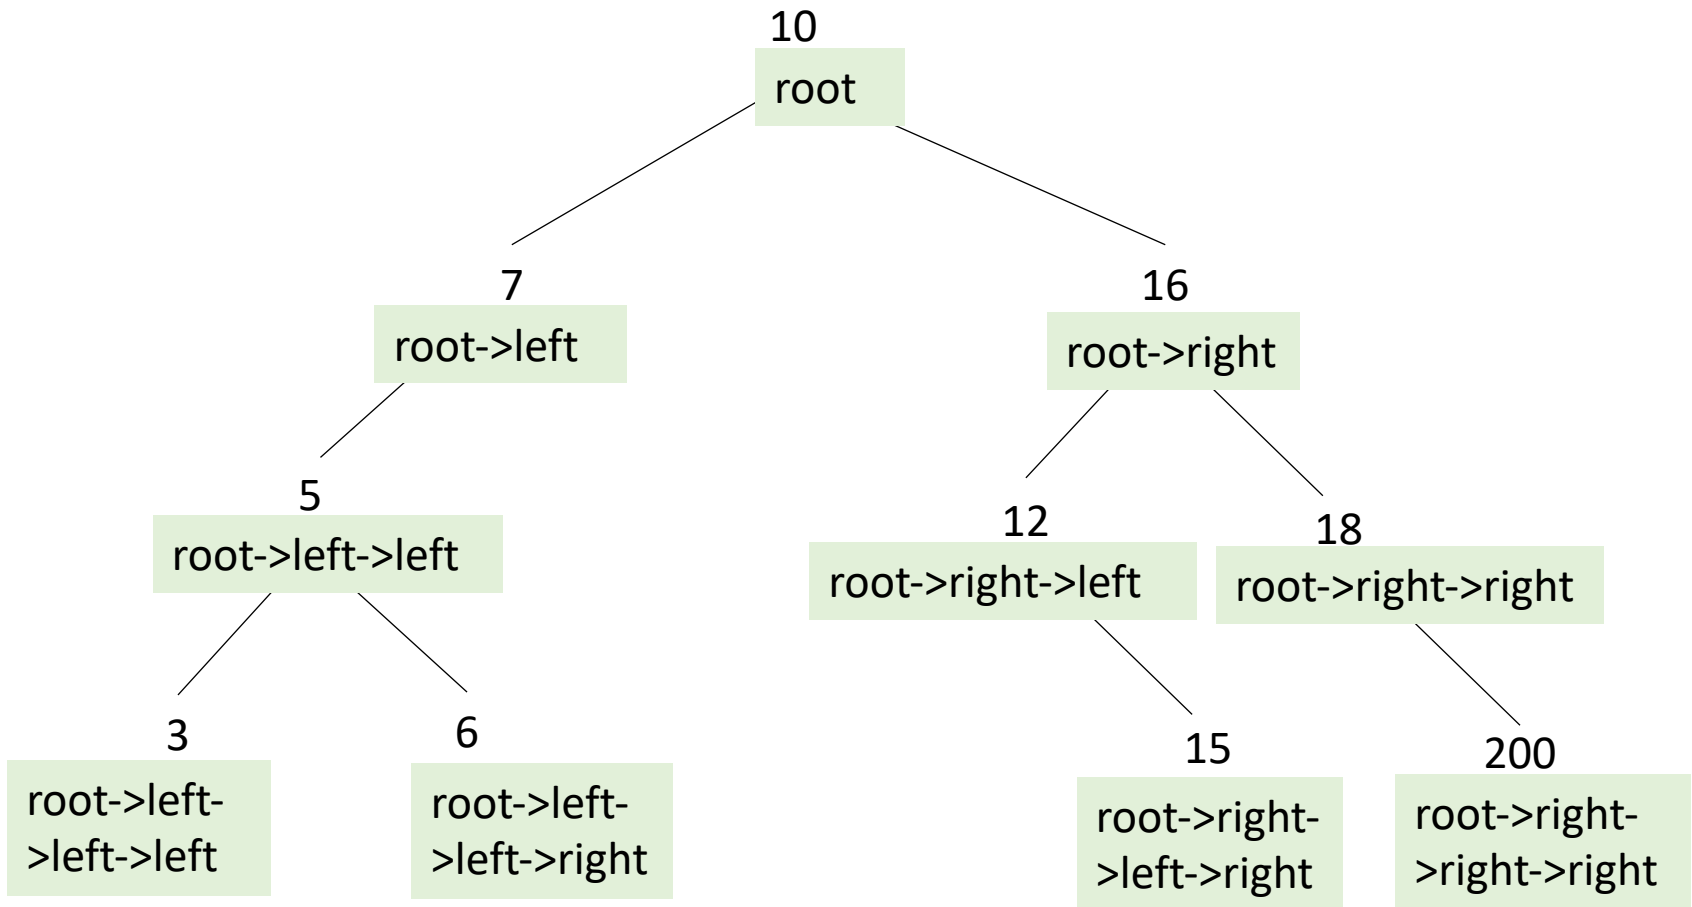 10
root
7
root->left
16
root->right
5
root->left->left
12
root->right->left
18
root->right->right
3
root->left-
>left->left
6
root->left-
>left->right
15
root->right-
>left->right
200
root->right-
>right->right